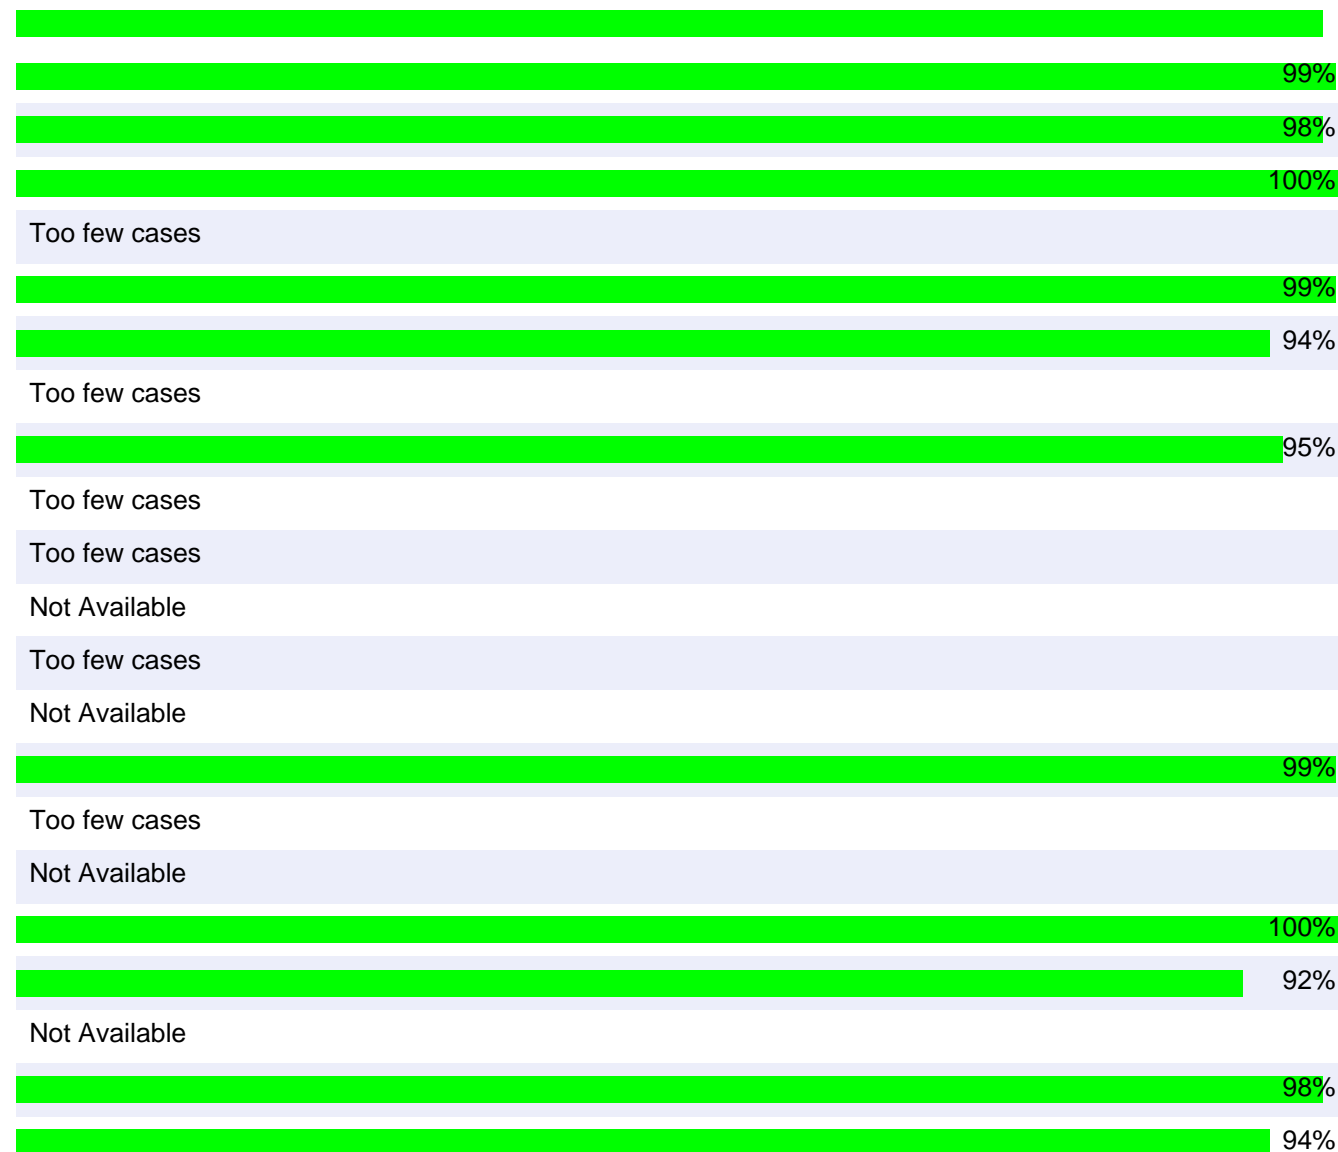 99%
98%
100%
Too few cases
99%
94%
Too few cases
95%
Too few cases
Too few cases
Not Available
Too few cases
Not Available
99%
Too few cases
Not Available
100%
92%
Not Available
98%
94%